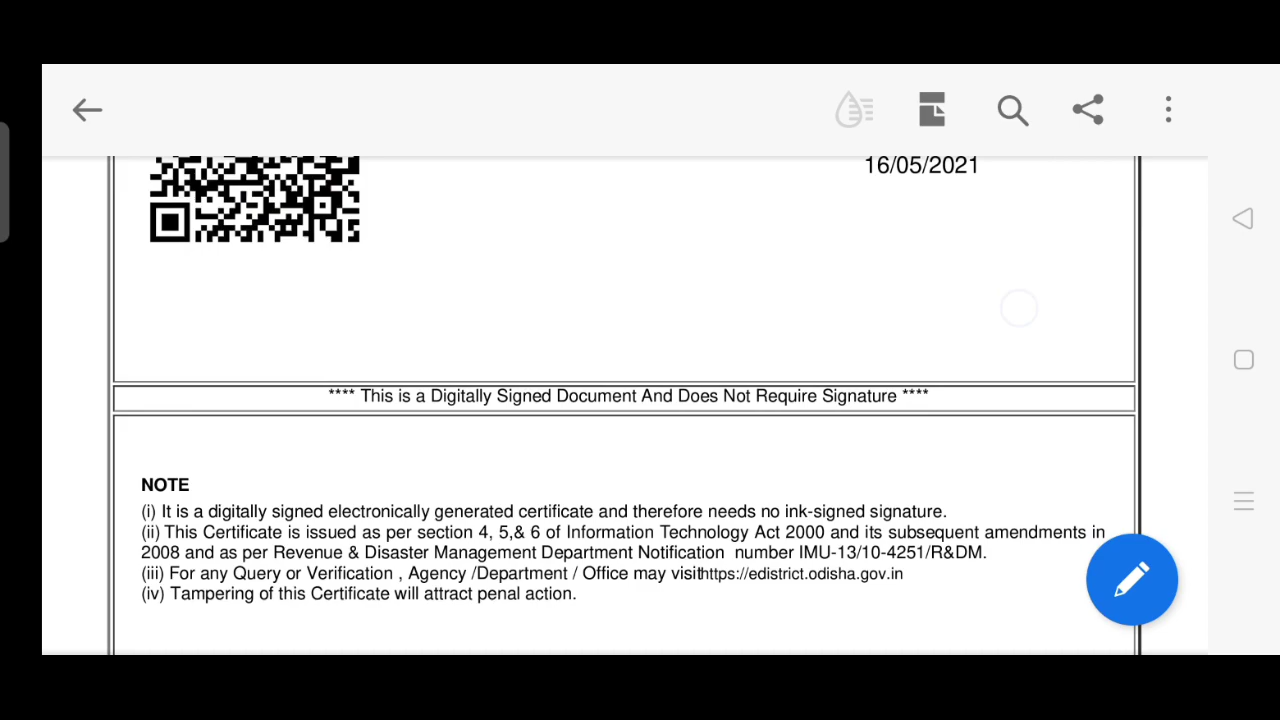 16/05/2021
**** This is a Digitally Signed Document And Does Not Require Signature ****
NOTE
(i) It is a digitally signed electronically generated certificate and therefore needs no ink-signed signature.
(ii) This Certificate is issued as per section 4, 5,& 6 of Information Technology Act 2000 and its subsequent amendments in
2008 and as per Revenue & Disaster Management Department Notification  number IMU-13/10-4251/R&DM.
(iii) For any Query or Verification , Agency /Department / Office may visithttps://edistrict.odisha.gov.in
(iv) Tampering of this Certificate will attract penal action.